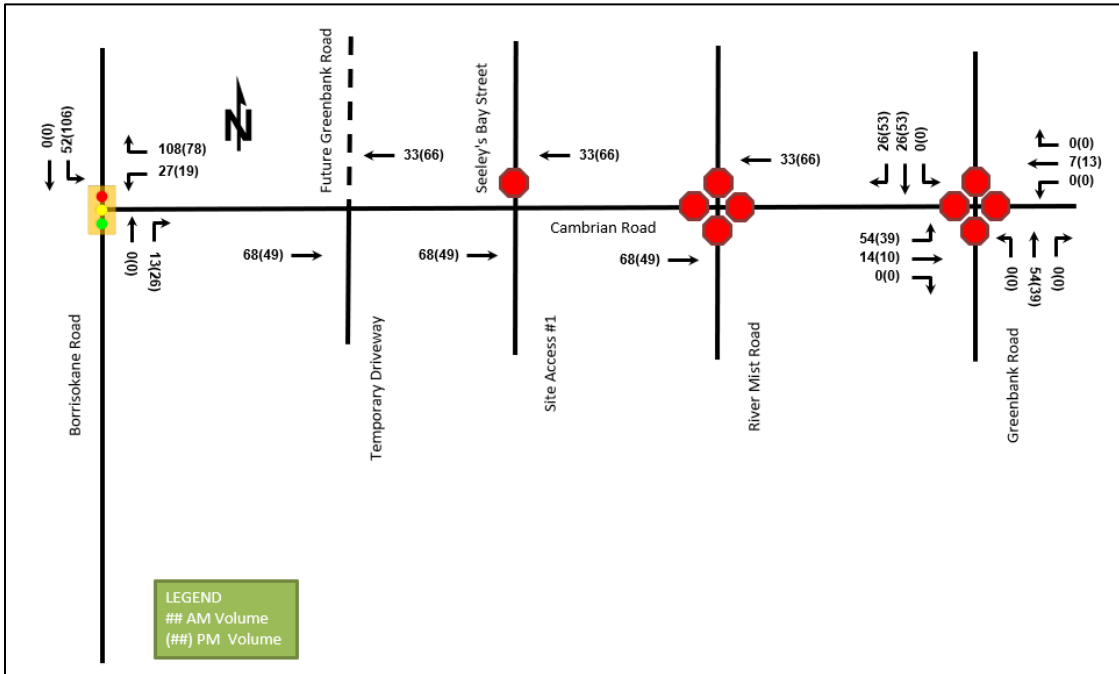 Future Greenbank Road
Seeley's Bay Street
0(0)
52(106)
108(78)
27(19)
33(66)
33(66)
33(66)
26(53)
26(53)
0(0)
0(0)
7(13)
0(0)
N
Cambrian Road
0(0)
13(26)
68(49)
68(49)
68(49)
54(39)
14(10)
0(0)
0(0)
54(39)
0(0)
Borrisokane Road
Temporary Driveway
Site Access #1
River Mist Road
Greenbank Road
LEGEND
## AM Volume
(##) PM Volume